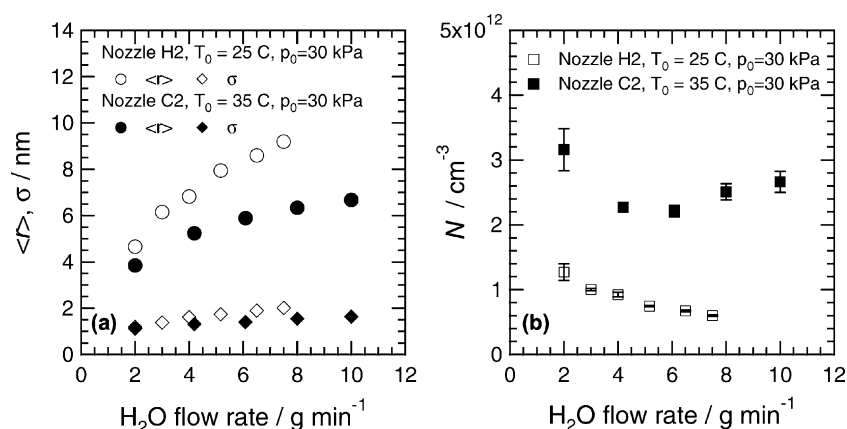 14
12
10
8
6
4
2
0
<r>, σ / nm
Nozzle H2, T0 = 25 C, p0=30 kPa
<r> σ
Nozzle C2, T0 = 35 C, p0=30 kPa
<r> σ
(a)
0 2 4 6 8 10 12
H2O flow rate / g min⁻¹
5x10¹²
4
3
2
1
0
N / cm⁻³
Nozzle H2, T0 = 25 C, p0=30 kPa
Nozzle C2, T0 = 35 C, p0=30 kPa
(b)
0 2 4 6 8 10 12
H2O flow rate / g min⁻¹